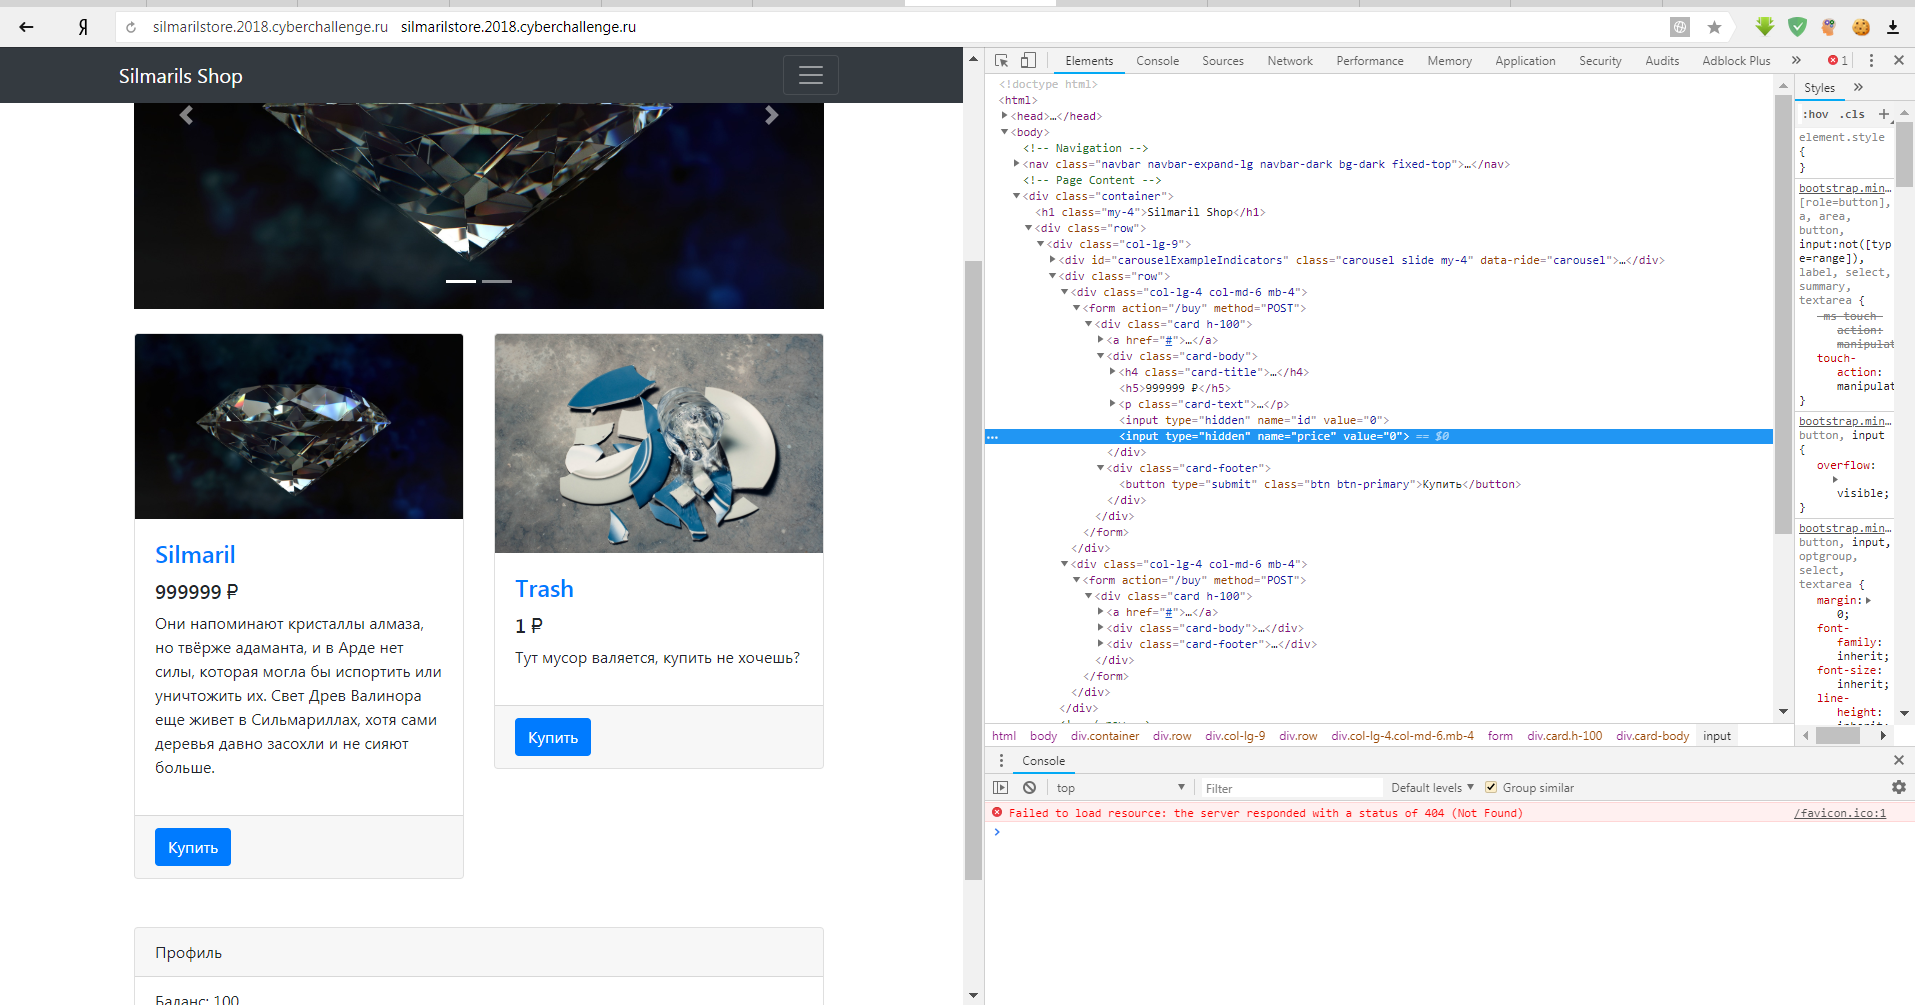 silmarilstore.2018.cyberchallenge.ru silmarilstore.2018.cyberchallenge.ru
Silmarils Shop
Silmaril
999999 ₽
Они напоминают кристаллы алмаза,
но твёрже адаманта, и в Арде нет
силы, которая могла бы испортить или
уничтожить их. Свет Древ Валинора
еще живет в Сильмариллах, хотя сами
деревья давно засохли и не сияют
больше.
Купить
Trash
1 ₽
Тут мусор валяется, купить не хочешь?
Купить
Профиль
Баланс: 100
Elements Console Sources Network Performance Memory Application Security Audits Adblock Plus » 1
<!doctype html>
<html>
<head>…</head>
<body>
<!-- Navigation -->
<nav class="navbar navbar-expand-lg navbar-dark bg-dark fixed-top">…</nav>
<!-- Page Content -->
<div class="container">
<h1 class="my-4">Silmaril Shop</h1>
<div class="row">
<div class="col-lg-9">
<div id="carouselExampleIndicators" class="carousel slide my-4" data-ride="carousel">…</div>
<div class="row">
<div class="col-lg-4 col-md-6 mb-4">
<form action="/buy" method="POST">
<div class="card h-100">
<a href="#">…</a>
<div class="card-body">
<h4 class="card-title">…</h4>
<h5>999999 ₽</h5>
<p class="card-text">…</p>
<input type="hidden" name="id" value="0">
<input type="hidden" name="price" value="0"> == $0
</div>
<div class="card-footer">
<button type="submit" class="btn btn-primary">Купить</button>
</div>
</div>
</form>
</div>
<div class="col-lg-4 col-md-6 mb-4">
<form action="/buy" method="POST">
<div class="card h-100">
<a href="#">…</a>
<div class="card-body">…</div>
<div class="card-footer">…</div>
</div>
</form>
</div>
</div>
html body div.container div.row div.col-lg-9 div.row div.col-lg-4.col-md-6.mb-4 form div.card.h-100 div.card-body input
Styles »
:hov .cls +
element.style
{
}
bootstrap.min…
[role=button],
a, area,
button,
input:not([typ
e=range]),
label, select,
summary,
textarea {
-ms-touch-
action:
manipulat
touch-
action:
manipulat
}
bootstrap.min…
button, input
{
overflow:
visible;
}
bootstrap.min…
button, input,
optgroup,
select,
textarea {
margin:
0;
font-
family:
inherit;
font-size:
inherit;
line-
height:
Console
top Filter Default levels Group similar
Failed to load resource: the server responded with a status of 404 (Not Found) /favicon.ico:1